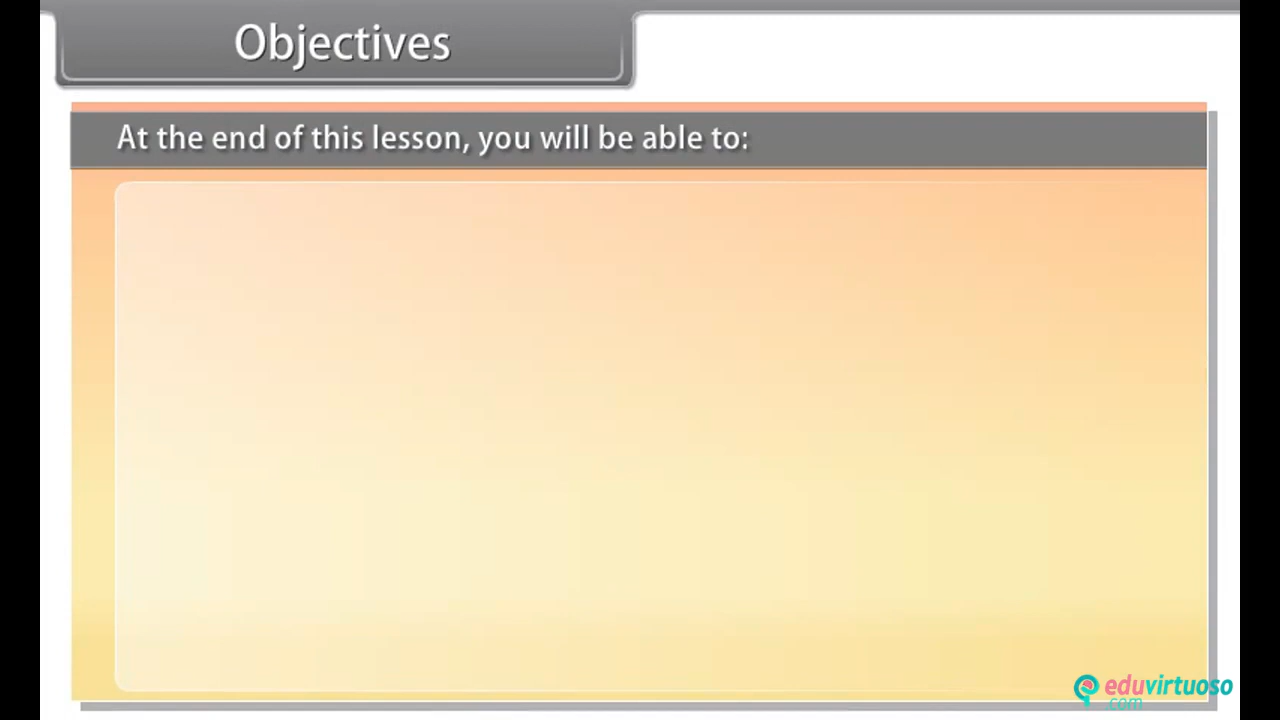 Objectives
At the end of this lesson, you will be able to:
eduvirtuoso
.com